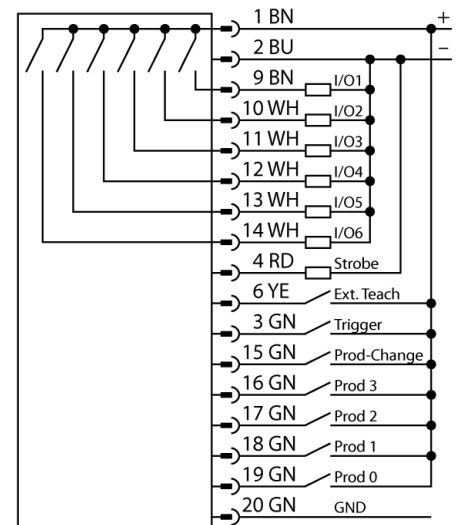 1 BN +
2 BU –
9 BN I/O1
10 WH I/O2
11 WH I/O3
12 WH I/O4
13 WH I/O5
14 WH I/O6
4 RD Strobe
6 YE Ext. Teach
3 GN Trigger
15 GN Prod-Change
16 GN Prod 3
17 GN Prod 2
18 GN Prod 1
19 GN Prod 0
20 GN GND